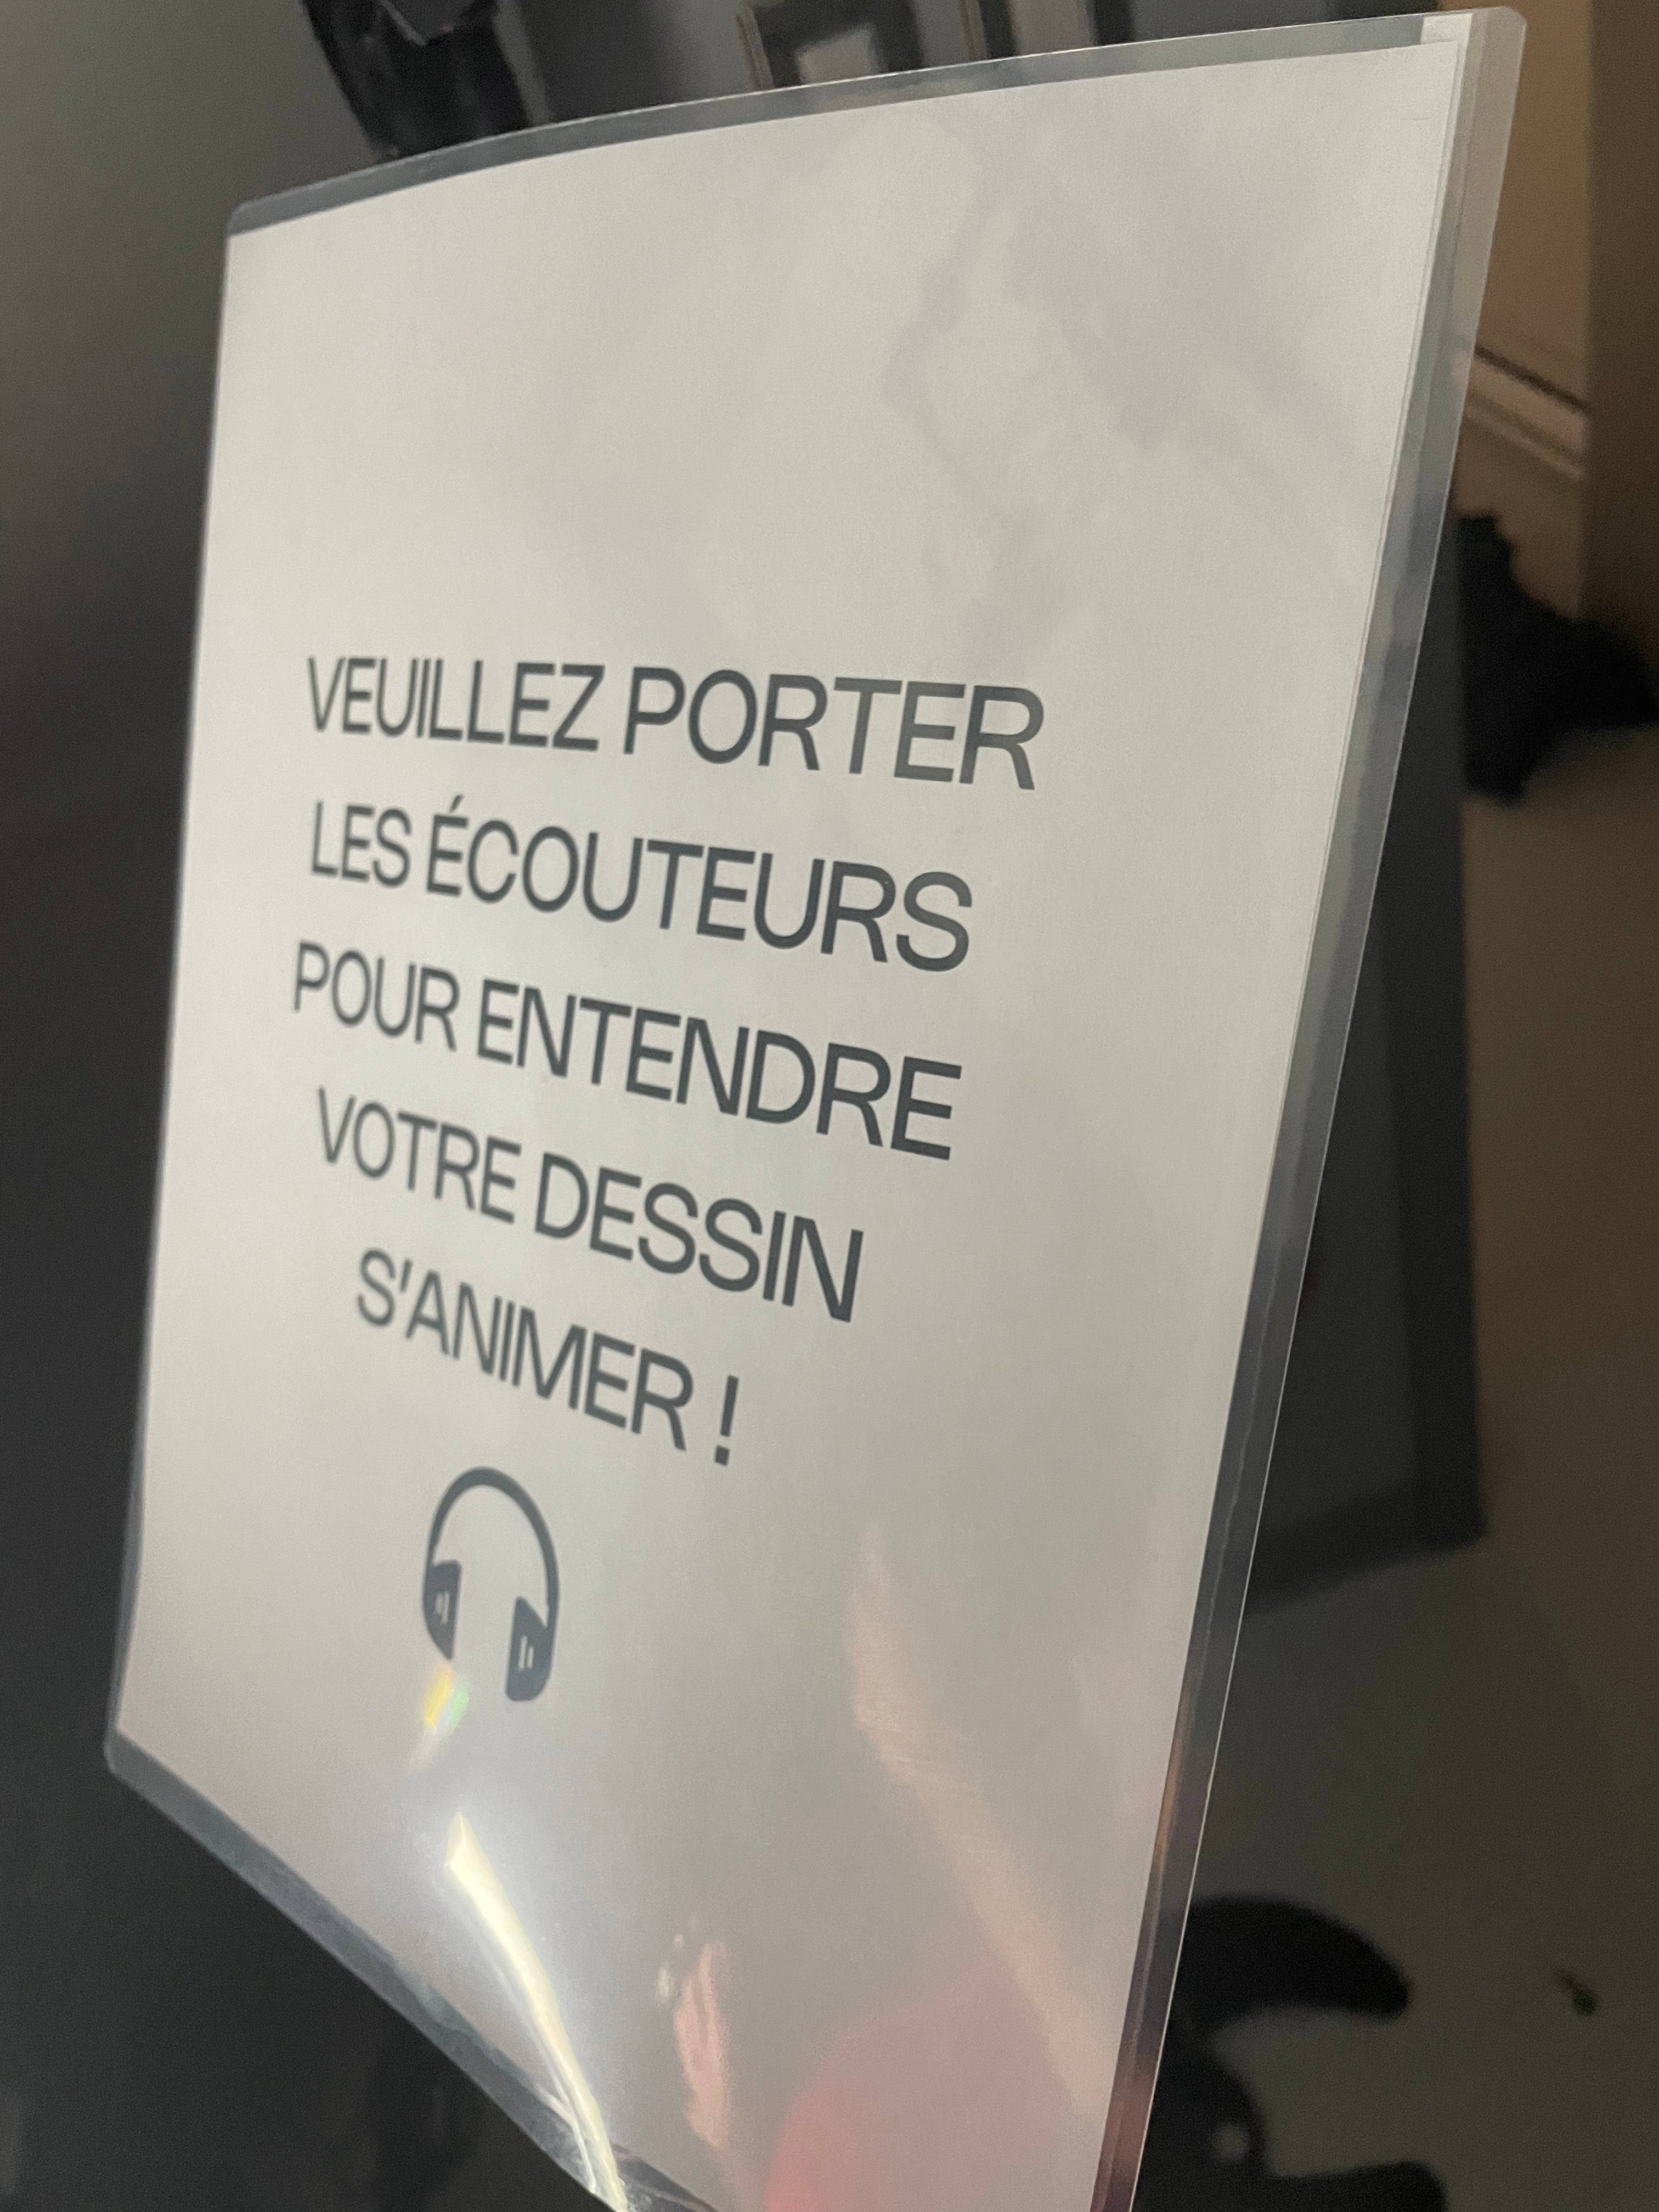 VEUILLEZ PORTER
LES ÉCOUTEURS
POUR ENTENDRE
VOTRE DESSIN
S'ANIMER !